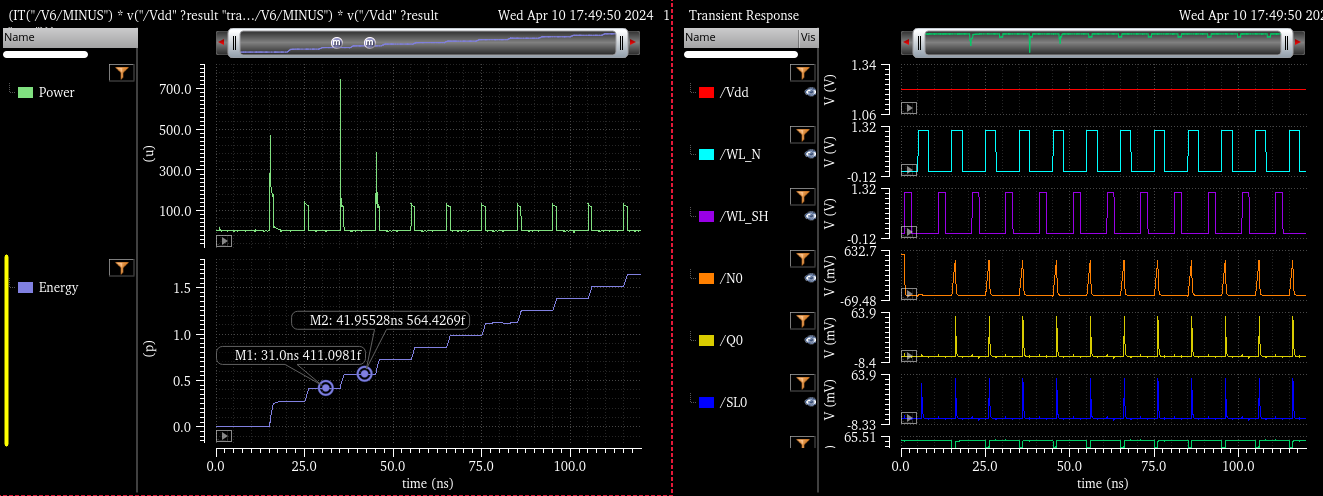 (IT("/V6/MINUS") * v("/Vdd" ?result "tra.../V6/MINUS") * v("/Vdd" ?result
Wed Apr 10 17:49:50 2024 1
Name
Power
Energy
(u)
700.0
500.0
300.0
100.0
(p)
1.5
1.0
0.5
0.0
M2: 41.95528ns 564.4269f
M1: 31.0ns 411.0981f
0.0 25.0 50.0 75.0 100.0
time (ns)
Transient Response
Wed Apr 10 17:49:50 202
Name Vis
/Vdd
V (V)
1.34
1.06
/WL_N
V (V)
1.32
-0.12
/WL_SH
V (V)
1.32
-0.12
/N0
V (mV)
632.7
-69.48
/Q0
V (mV)
63.9
-8.4
/SL0
V (mV)
63.9
-8.33
65.51
0.0 25.0 50.0 75.0 100.0
time (ns)